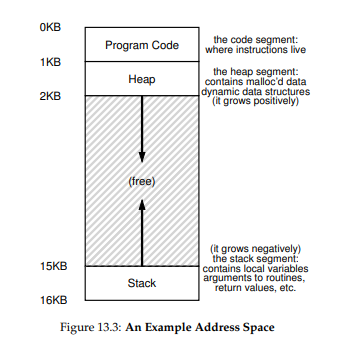 0KB
Program Code
the code segment:
where instructions live
1KB
Heap
the heap segment:
contains malloc'd data
dynamic data structures
(it grows positively)
2KB
(free)
15KB
(it grows negatively)
the stack segment:
contains local variables
arguments to routines,
return values, etc.
Stack
16KB
Figure 13.3: An Example Address Space